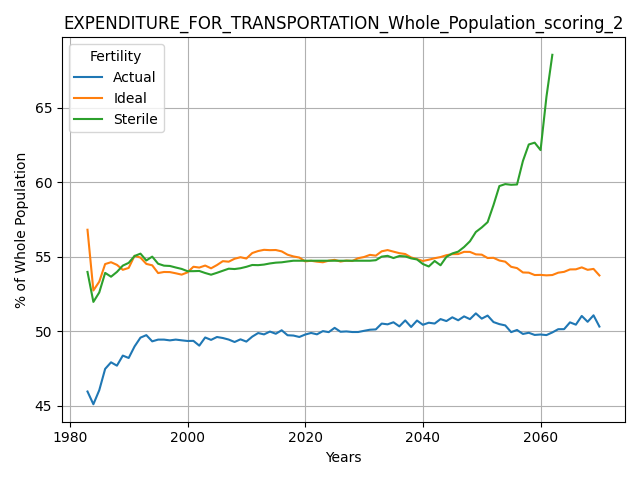 EXPENDITURE_FOR_TRANSPORTATION_Whole_Population_scoring_2
Fertility
Actual
Ideal
Sterile
% of Whole Population
65
60
55
50
45
1980
2000
2020
2040
2060
Years